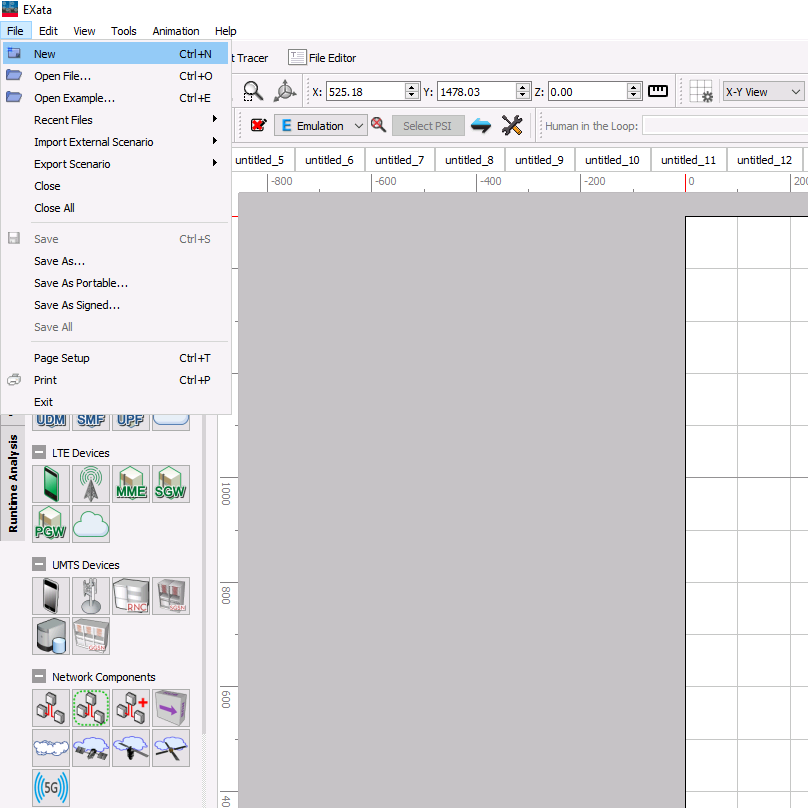 EXata
File Edit View Tools Animation Help
New Ctrl+N
Open File... Ctrl+O
Open Example... Ctrl+E
Recent Files
Import External Scenario
Export Scenario
Close
Close All
Save Ctrl+S
Save As...
Save As Portable...
Save As Signed...
Save All
Page Setup Ctrl+T
Print Ctrl+P
Exit
t Tracer File Editor
X: 525.18 Y: 1478.03 Z: 0.00 X-Y View
E Emulation Select PSI Human in the Loop:
untitled_5 untitled_6 untitled_7 untitled_8 untitled_9 untitled_10 untitled_11 untitled_12
-800 -600 -400 -200 0 200
1000
800
600
40
Runtime Analysis
UDM SMF UPF
LTE Devices
MME SGW
PGW
UMTS Devices
RNC SGSN
GGSN
Network Components
5G